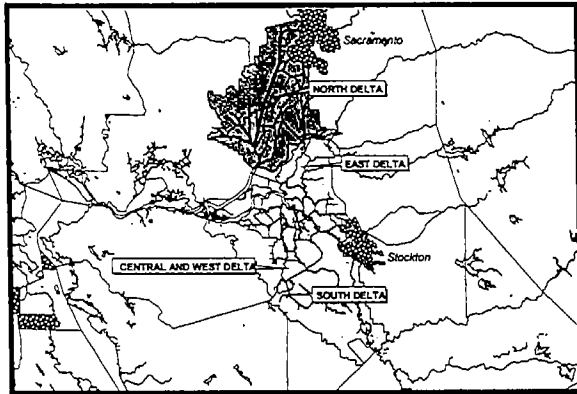 Sacramento
NORTH DELTA
EAST DELTA
Stockton
CENTRAL AND WEST DELTA
SOUTH DELTA